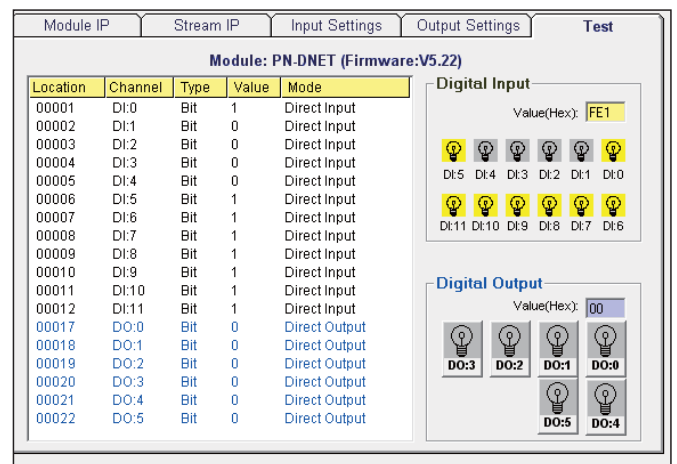 Module IP Stream IP Input Settings Output Settings Test
Module: PN-DNET (Firmware:V5.22)
Location Channel Type Value Mode
00001 DI:0 Bit 1 Direct Input
00002 DI:1 Bit 0 Direct Input
00003 DI:2 Bit 0 Direct Input
00004 DI:3 Bit 0 Direct Input
00005 DI:4 Bit 0 Direct Input
00006 DI:5 Bit 1 Direct Input
00007 DI:6 Bit 1 Direct Input
00008 DI:7 Bit 1 Direct Input
00009 DI:8 Bit 1 Direct Input
00010 DI:9 Bit 1 Direct Input
00011 DI:10 Bit 1 Direct Input
00012 DI:11 Bit 1 Direct Input
00017 DO:0 Bit 0 Direct Output
00018 DO:1 Bit 0 Direct Output
00019 DO:2 Bit 0 Direct Output
00020 DO:3 Bit 0 Direct Output
00021 DO:4 Bit 0 Direct Output
00022 DO:5 Bit 0 Direct Output
Digital Input
Value(Hex): FE1
DI:5 DI:4 DI:3 DI:2 DI:1 DI:0
DI:11 DI:10 DI:9 DI:8 DI:7 DI:6
Digital Output
Value(Hex): 00
DO:3 DO:2 DO:1 DO:0
DO:5 DO:4